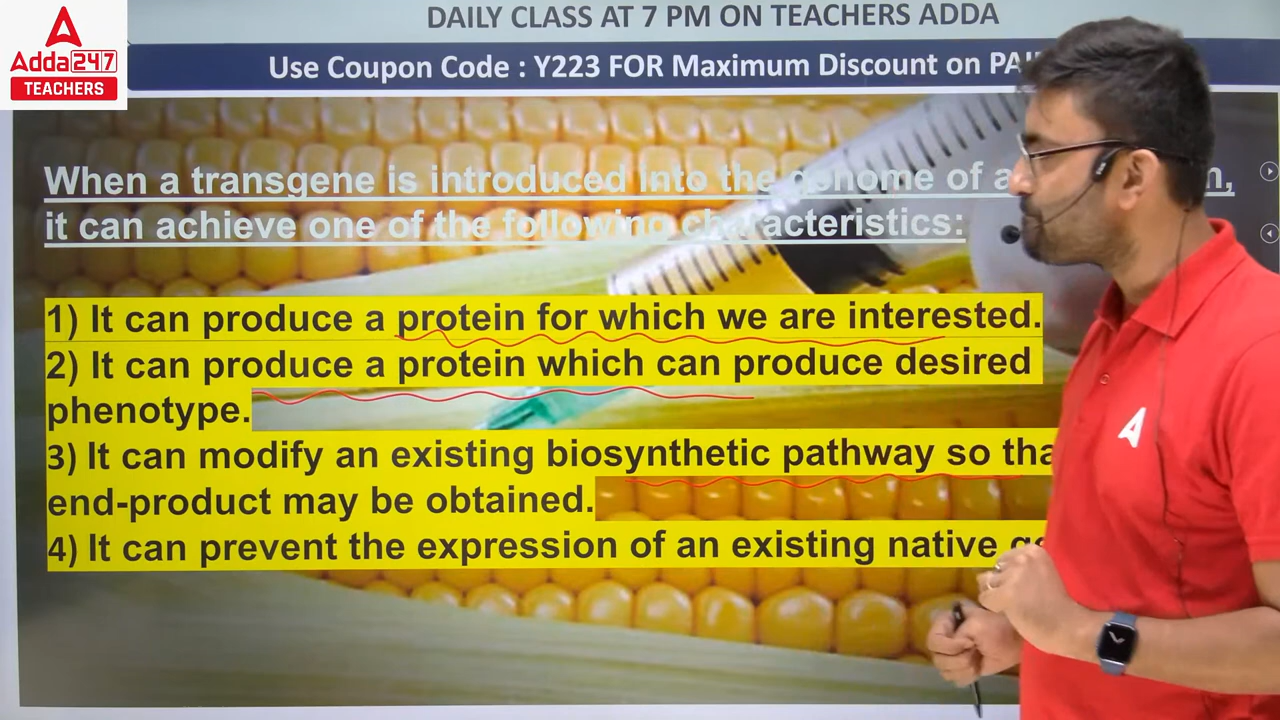 DAILY CLASS AT 7 PM ON TEACHERS ADDA
Adda247
TEACHERS
Use Coupon Code : Y223 FOR Maximum Discount on
When a transgene is introduced into the genome of
it can achieve one of the following characteristics:
1) It can produce a protein for which we are interested.
2) It can produce a protein which can produce desired
phenotype.
3) It can modify an existing biosynthetic pathway so
end-product may be obtained.
4) It can prevent the expression of an existing native
A